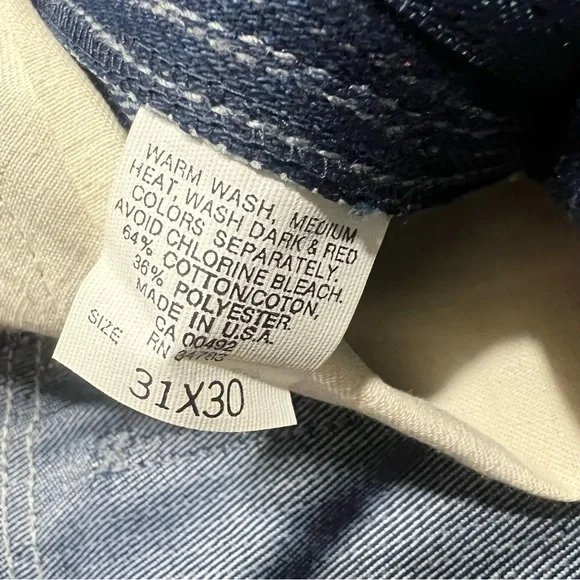 WARM WASH, MEDIUM
HEAT, WASH DARK & RED
COLORS SEPARATELY.
AVOID CHLORINE BLEACH.
64% COTTON/COTON,
36% POLYESTER.
MADE IN U.S.A.
CA 00492
RN
SIZE
31X30